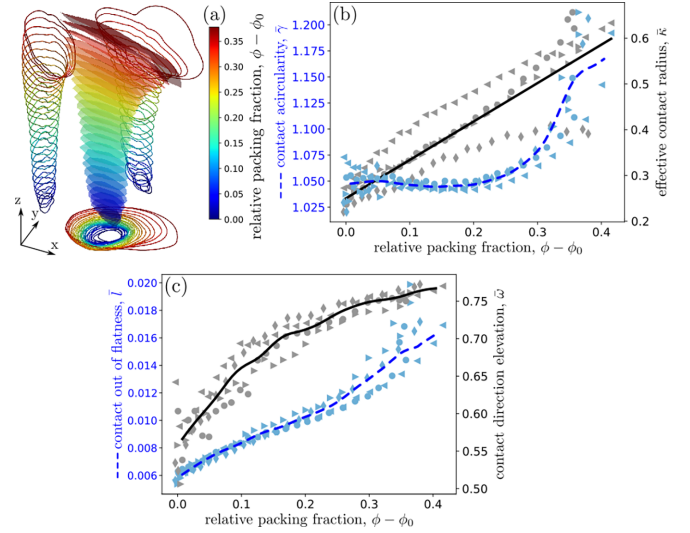 (a)
z
y
x
0.35
0.30
0.25
0.20
0.15
0.10
0.05
0.00
relative packing fraction, ϕ − ϕ₀
(b)
1.200
1.175
1.150
1.125
1.100
1.075
1.050
1.025
contact acircularity, γ̄
0.6
0.5
0.4
0.3
0.2
effective contact radius, κ̄
0.0 0.1 0.2 0.3 0.4
relative packing fraction, ϕ − ϕ₀
(c)
0.020
0.018
0.016
0.014
0.012
0.010
0.008
0.006
contact out of flatness, l̄
0.75
0.70
0.65
0.60
0.55
0.50
contact direction elevation, ω̄
0.0 0.1 0.2 0.3 0.4
relative packing fraction, ϕ − ϕ₀